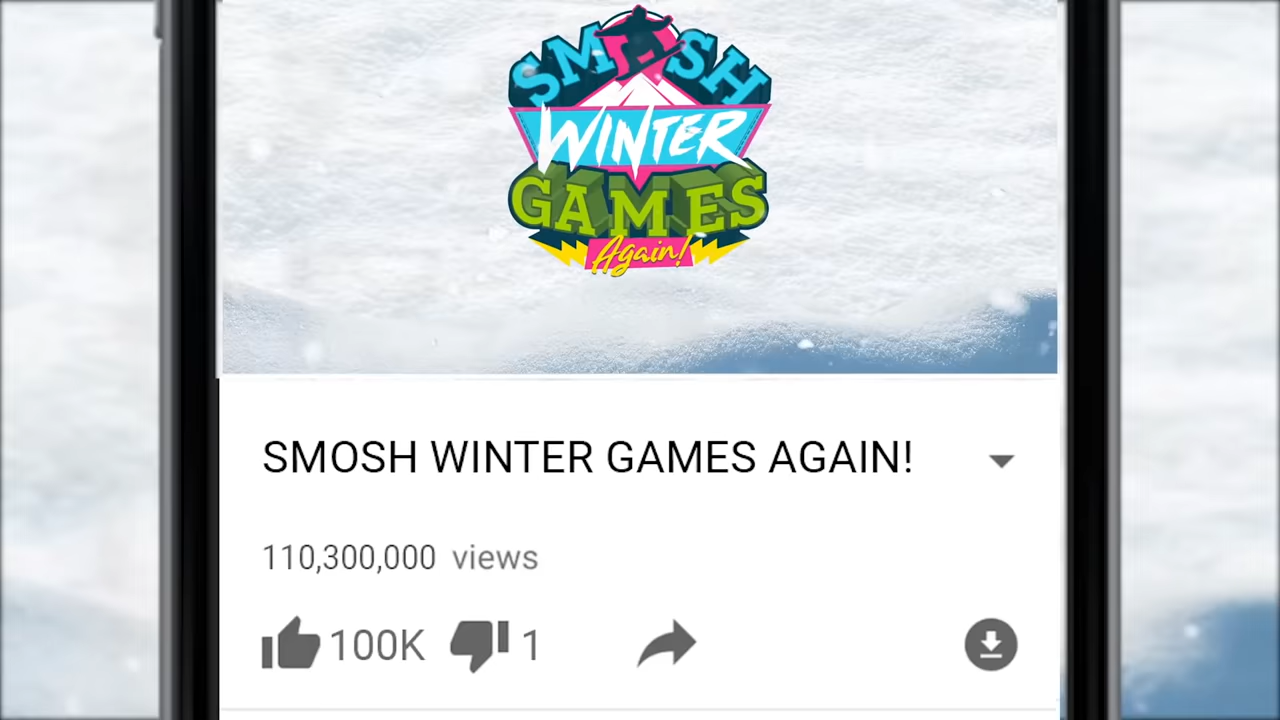 SMOSH
WINTER
GAMES
Again!
SMOSH WINTER GAMES AGAIN!
110,300,000 views
100K 1